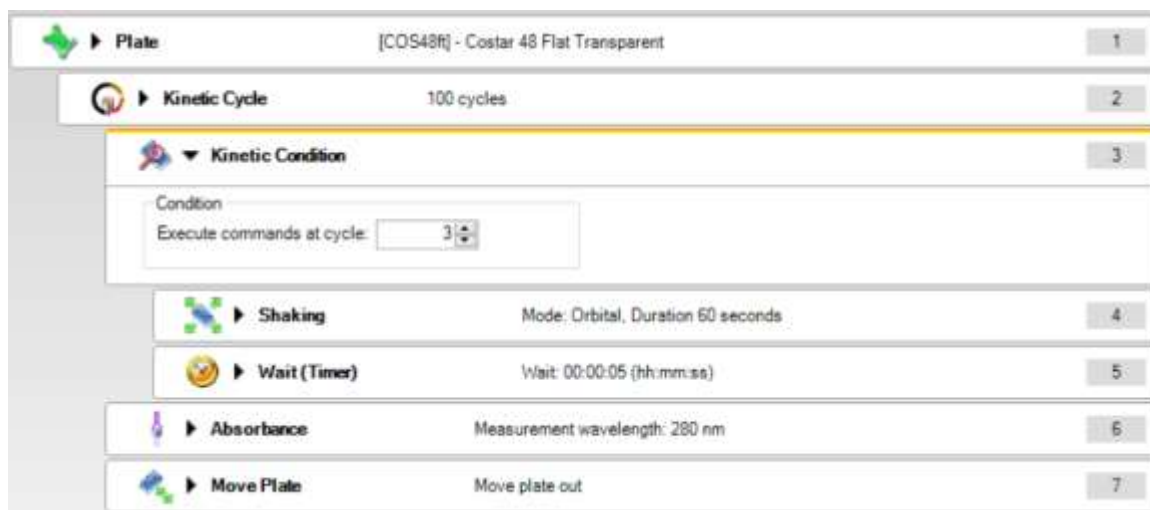 Plate [COS48ft] - Costar 48 Flat Transparent 1
Kinetic Cycle 100 cycles 2
Kinetic Condition 3
Condition
Execute commands at cycle: 3
Shaking Mode: Orbital, Duration 60 seconds 4
Wait (Timer) Wait: 00:00:05 (hh:mm:ss) 5
Absorbance Measurement wavelength: 280 nm 6
Move Plate Move plate out 7